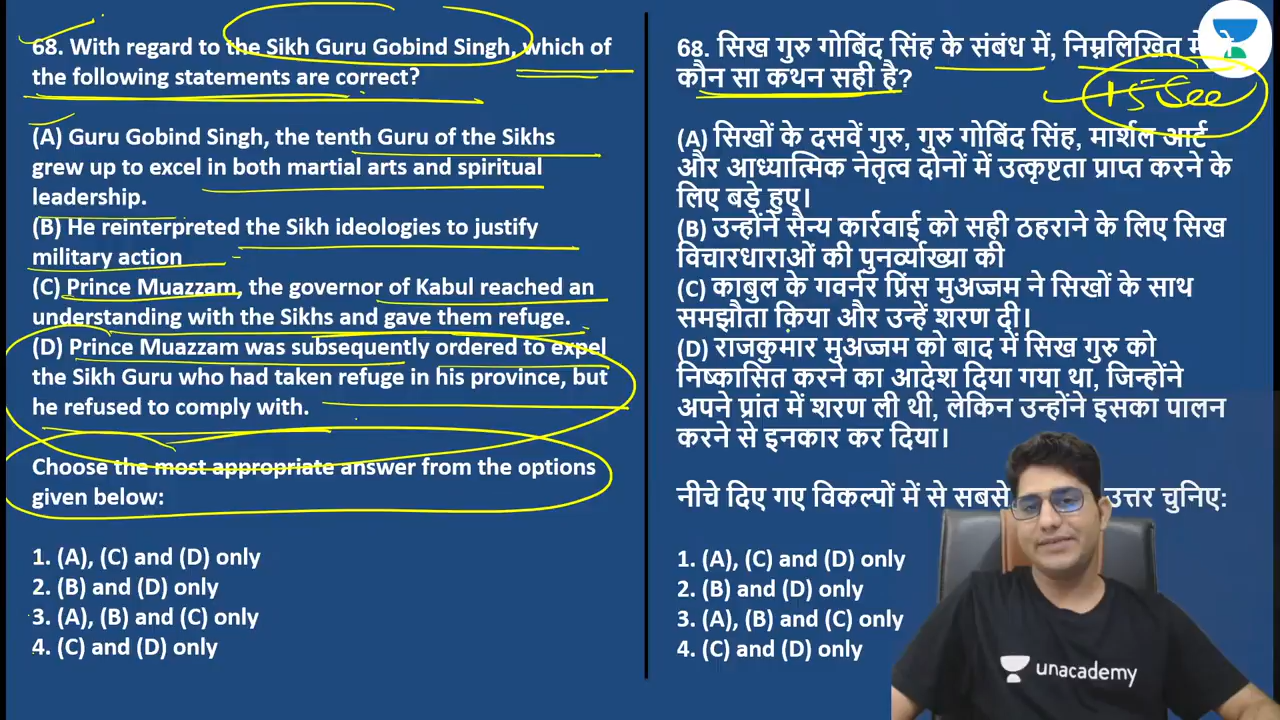 68. With regard to the Sikh Guru Gobind Singh, which of
the following statements are correct?
(A) Guru Gobind Singh, the tenth Guru of the Sikhs
grew up to excel in both martial arts and spiritual
leadership.
(B) He reinterpreted the Sikh ideologies to justify
military action
(C) Prince Muazzam, the governor of Kabul reached an
understanding with the Sikhs and gave them refuge.
(D) Prince Muazzam was subsequently ordered to expel
the Sikh Guru who had taken refuge in his province, but
he refused to comply with.
Choose the most appropriate answer from the options
given below:
1. (A), (C) and (D) only
2. (B) and (D) only
3. (A), (B) and (C) only
4. (C) and (D) only
68. सिख गुरु गोबिंद सिंह के संबंध में, निम्नलिखित
कौन सा कथन सही है?
15 See
(A) सिखों के दसवें गुरु, गुरु गोबिंद सिंह, मार्शल आर्ट
और आध्यात्मिक नेतृत्व दोनों में उत्कृष्टता प्राप्त करने के
लिए बड़े हुए।
(B) उन्होंने सैन्य कार्रवाई को सही ठहराने के लिए सिख
विचारधाराओं की पुनर्व्याख्या की
(C) काबुल के गवर्नर प्रिंस मुअज्जम ने सिखों के साथ
समझौता किया और उन्हें शरण दी।
(D) राजकुमार मुअज्जम को बाद में सिख गुरु को
निष्कासित करने का आदेश दिया गया था, जिन्होंने
अपने प्रांत में शरण ली थी, लेकिन उन्होंने इसका पालन
करने से इनकार कर दिया।
नीचे दिए गए विकल्पों में से सबसे उत्तर चुनिए:
1. (A), (C) and (D) only
2. (B) and (D) only
3. (A), (B) and (C) only
4. (C) and (D) only
unacademy